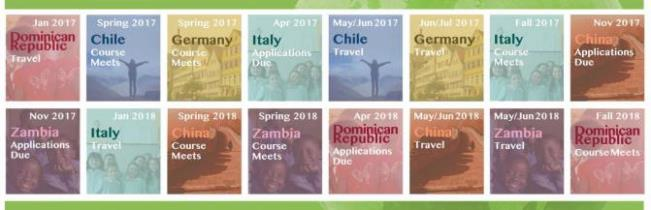 Jan 2017
Dominican
Republic
Travel
Spring 2017
Chile
Course
Meets
Spring 2017
Germany
Course
Meets
Apr 2017
Italy
Applications
Due
May/Jun 2017
Chile
Travel
Jun/Jul 2017
Germany
Travel
Fall 2017
Italy
Course
Meets
Nov 2017
China
Applications
Due
Nov 2017
Zambia
Applications
Due
Jan 2018
Italy
Travel
Spring 2018
China
Course
Meets
Spring 2018
Zambia
Course
Meets
Apr 2018
Dominican
Republic
Applications
Due
May/Jun 2018
China
Travel
May/Jun 2018
Zambia
Travel
Fall 2018
Dominican
Republic
Course Meets